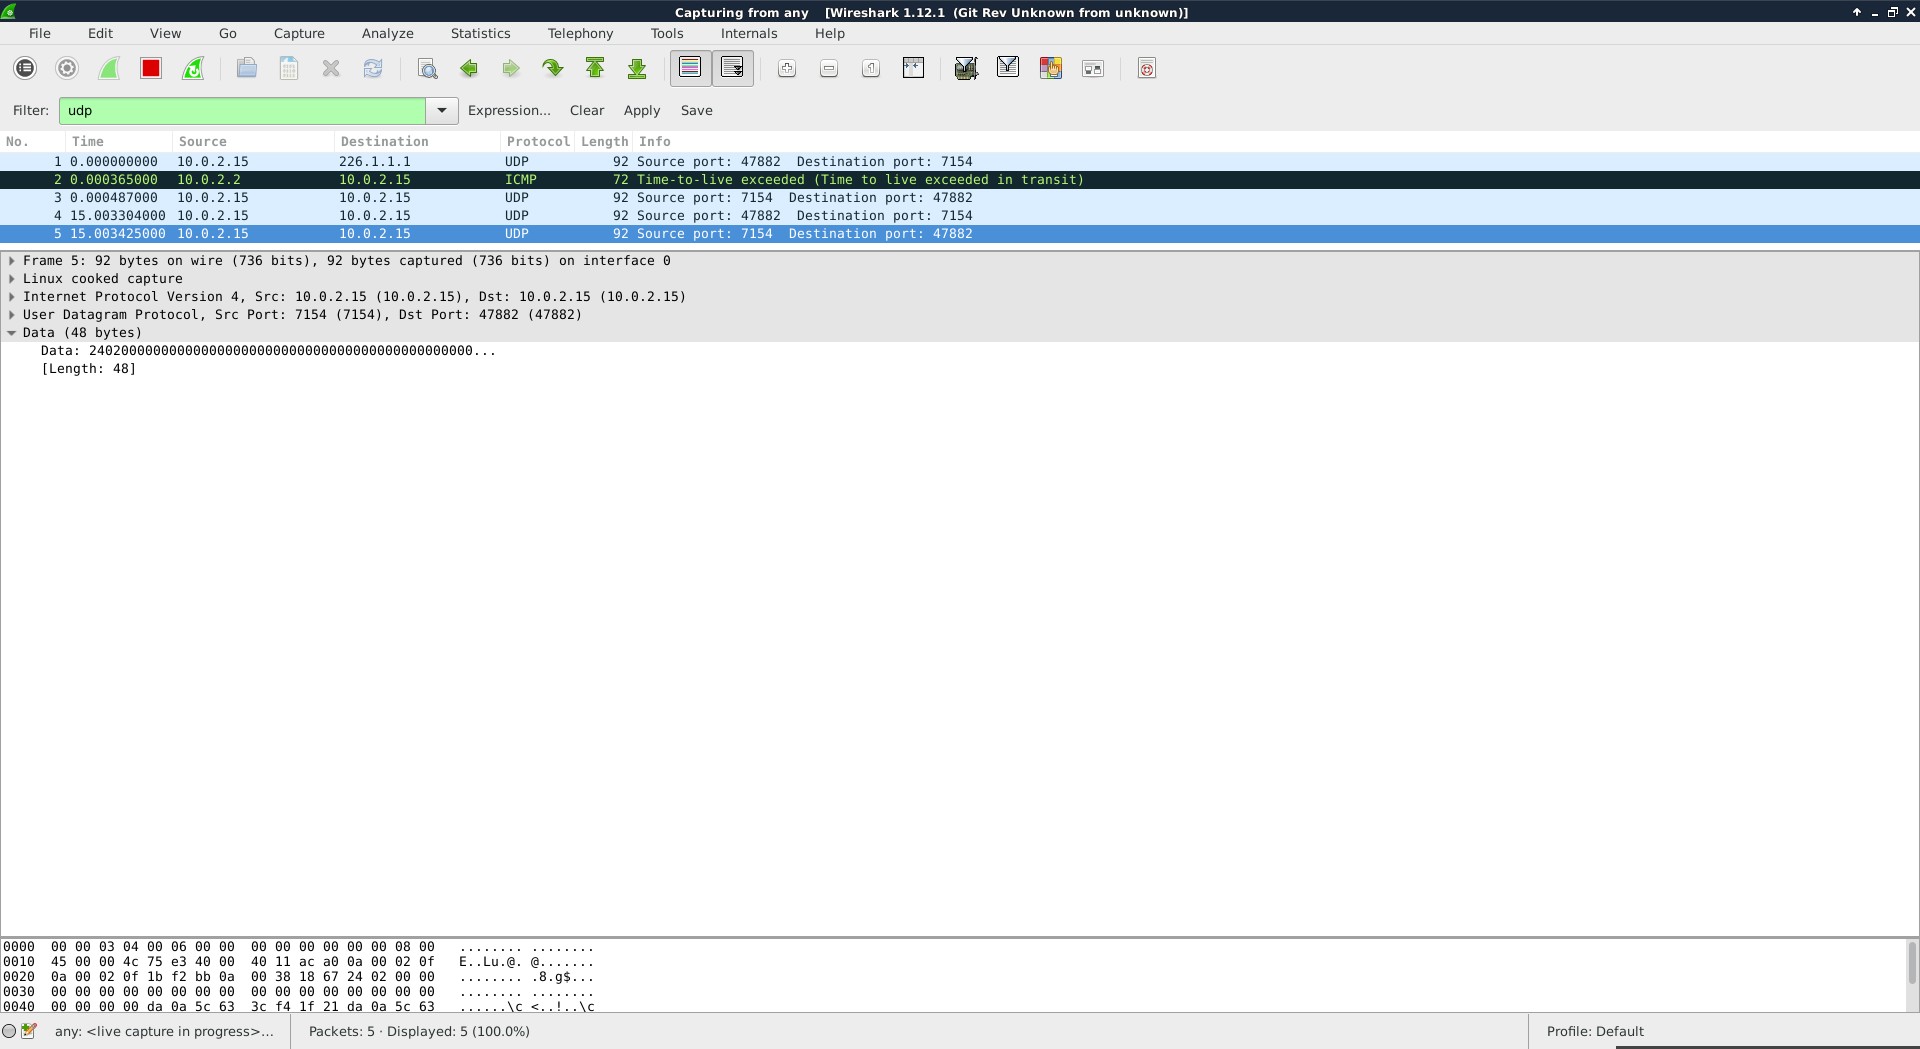 Capturing from any [Wireshark 1.12.1 (Git Rev Unknown from unknown)]
File Edit View Go Capture Analyze Statistics Telephony Tools Internals Help
Filter: udp Expression... Clear Apply Save
No. Time Source Destination Protocol Length Info
1 0.000000000 10.0.2.15 226.1.1.1 UDP 92 Source port: 47882 Destination port: 7154
2 0.000365000 10.0.2.2 10.0.2.15 ICMP 72 Time-to-live exceeded (Time to live exceeded in transit)
3 0.000487000 10.0.2.15 10.0.2.15 UDP 92 Source port: 7154 Destination port: 47882
4 15.003304000 10.0.2.15 10.0.2.15 UDP 92 Source port: 47882 Destination port: 7154
5 15.003425000 10.0.2.15 10.0.2.15 UDP 92 Source port: 7154 Destination port: 47882
Frame 5: 92 bytes on wire (736 bits), 92 bytes captured (736 bits) on interface 0
Linux cooked capture
Internet Protocol Version 4, Src: 10.0.2.15 (10.0.2.15), Dst: 10.0.2.15 (10.0.2.15)
User Datagram Protocol, Src Port: 7154 (7154), Dst Port: 47882 (47882)
Data (48 bytes)
Data: 240200000000000000000000000000000000000000000000...
[Length: 48]
0000 00 00 03 04 00 06 00 00 00 00 00 00 00 00 08 00 ........ ........
0010 45 00 00 4c 75 e3 40 00 40 11 ac a0 0a 00 02 0f E..Lu.@. @.......
0020 0a 00 02 0f 1b f2 bb 0a 00 38 18 67 24 02 00 00 ........ .8.g$...
0030 00 00 00 00 00 00 00 00 00 00 00 00 00 00 00 00 ........ ........
0040 00 00 00 00 da 0a 5c 63 3c f4 1f 21 da 0a 5c 63 ......\c <..!..\c
any: <live capture in progress>... Packets: 5 · Displayed: 5 (100.0%) Profile: Default